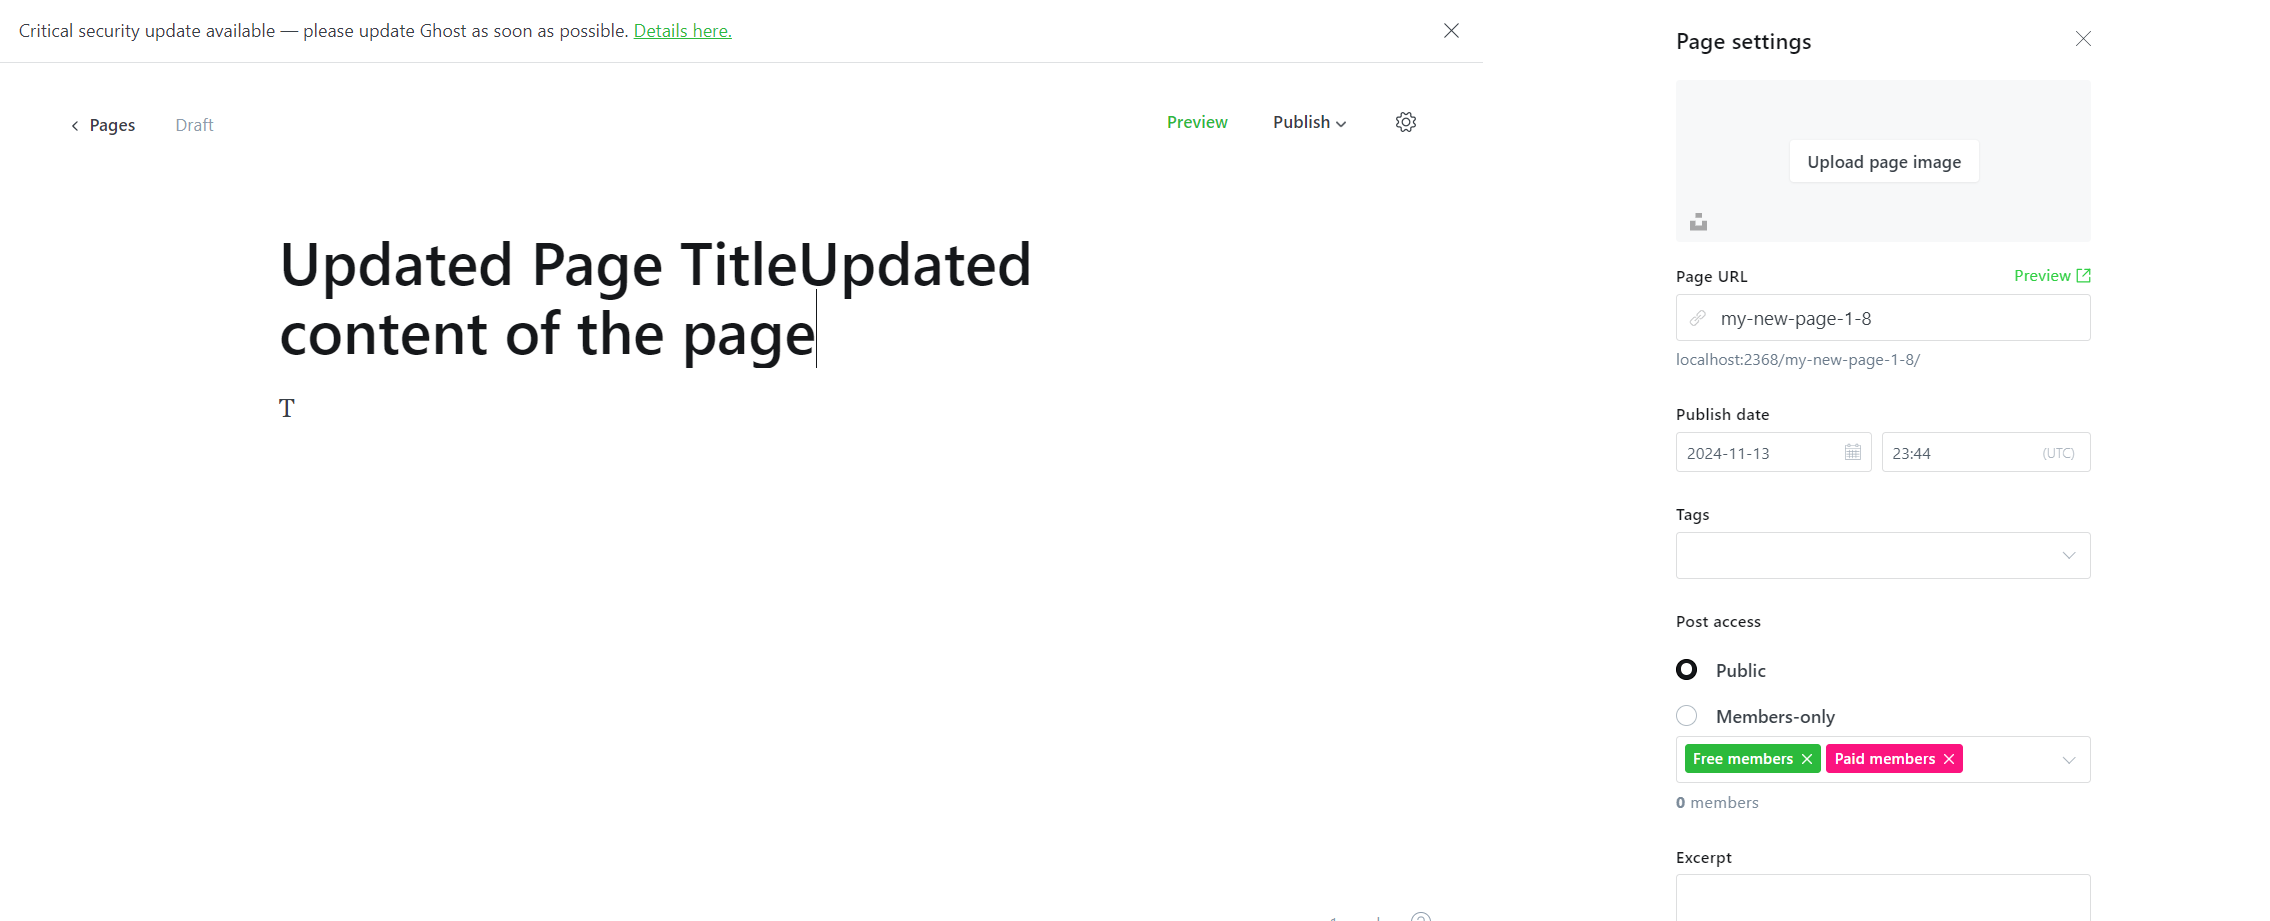 Critical security update available — please update Ghost as soon as possible. Details here.
Pages
Draft
Preview
Publish
Updated Page TitleUpdated
content of the page
T
Page settings
Upload page image
Page URL
Preview
my-new-page-1-8
localhost:2368/my-new-page-1-8/
Publish date
2024-11-13
23:44
(UTC)
Tags
Post access
Public
Members-only
Free members
Paid members
0 members
Excerpt